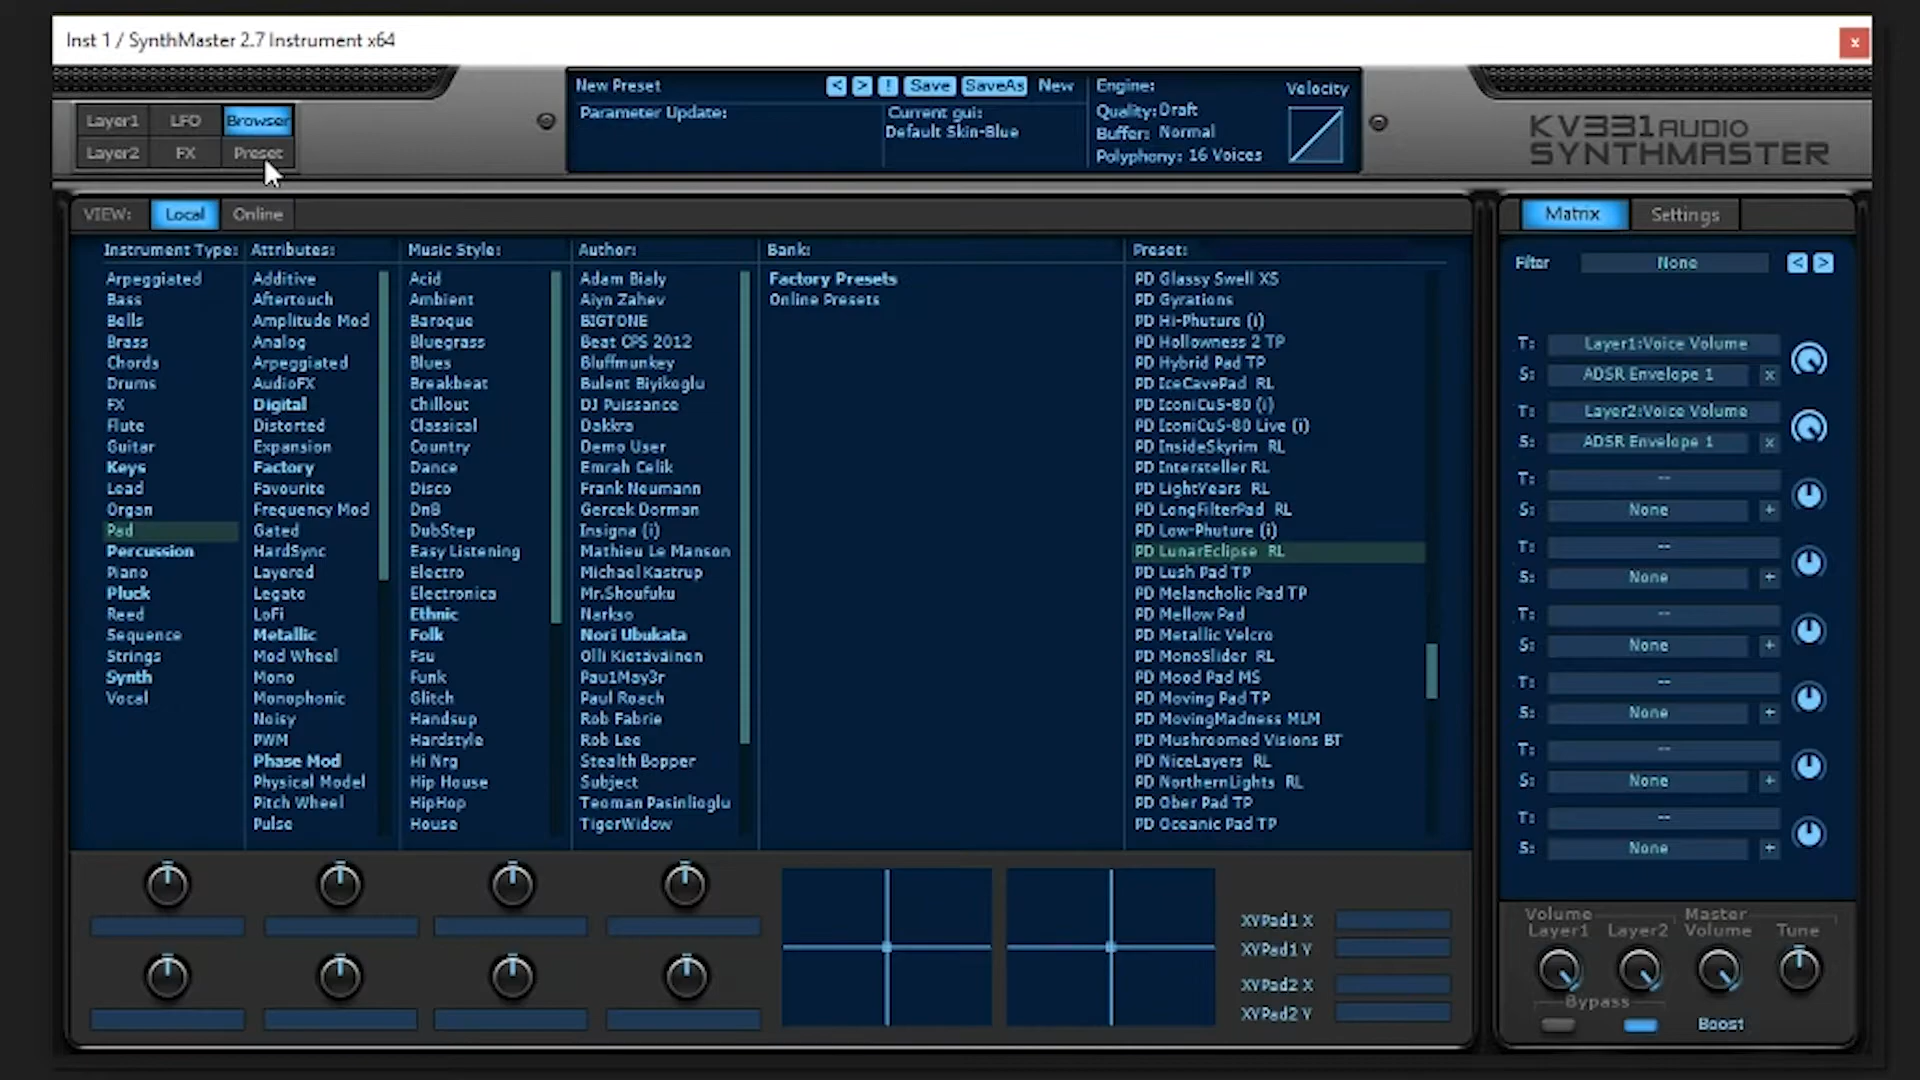 Inst 1 / SynthMaster 2.7 Instrument x64
x
New Preset < > ! Save SaveAs New
Parameter Update:
Current gui:
Default Skin-Blue
Engine:
Quality: Draft
Buffer: Normal
Polyphony: 16 Voices
Velocity
Layer1 LFO Browser
Layer2 FX Preset
KV331 AUDIO
SYNTHMASTER
VIEW: Local Online
Matrix Settings
Instrument Type:
Arpeggiated
Bass
Bells
Brass
Chords
Drums
FX
Flute
Guitar
Keys
Lead
Organ
Pad
Percussion
Piano
Pluck
Reed
Sequence
Strings
Synth
Vocal
Attributes:
Additive
Aftertouch
Amplitude Mod
Analog
Arpeggiated
AudioFX
Digital
Distorted
Expansion
Factory
Favourite
Frequency Mod
Gated
HardSync
Layered
Legato
LoFi
Metallic
Mod Wheel
Mono
Monophonic
Noisy
PWM
Phase Mod
Physical Model
Pitch Wheel
Pulse
Music Style:
Acid
Ambient
Baroque
Bluegrass
Blues
Breakbeat
Chillout
Classical
Country
Dance
Disco
DnB
DubStep
Easy Listening
Electro
Electronica
Ethnic
Folk
Fsu
Funk
Glitch
Handsup
Hardstyle
Hi Nrg
Hip House
HipHop
House
Author:
Adam Bialy
Aiyn Zahev
BIGTONE
Beat CPS 2012
Bluffmunkey
Bulent Biyikoglu
DJ Puissance
Dakkra
Demo User
Emrah Celik
Frank Neumann
Gercek Dorman
Insigna (i)
Mathieu Le Manson
Michael Kastrup
Mr.Shoufuku
Narkso
Nori Ubukata
Olli Kietäväinen
Pau1May3r
Paul Roach
Rob Fabrie
Rob Lee
Stealth Bopper
Subject
Teoman Pasinlioglu
TigerWidow
Bank:
Factory Presets
Online Presets
Preset:
PD Glassy Swell XS
PD Gyrations
PD Hi-Phuture (i)
PD Hollowness 2 TP
PD Hybrid Pad TP
PD IceCavePad RL
PD IconiCuS-80 (i)
PD IconiCuS-80 Live (i)
PD InsideSkyrim RL
PD Intersteller RL
PD LightYears RL
PD LongFilterPad RL
PD Low-Phuture (i)
PD LunarEclipse RL
PD Lush Pad TP
PD Melancholic Pad TP
PD Mellow Pad
PD Metallic Velcro
PD MonoSlider RL
PD Mood Pad MS
PD Moving Pad TP
PD MovingMadness MLM
PD Mushroomed Visions BT
PD NiceLayers RL
PD NorthernLights RL
PD Ober Pad TP
PD Oceanic Pad TP
Filter None < >
T: Layer1:Voice Volume
S: ADSR Envelope 1 x
T: Layer2:Voice Volume
S: ADSR Envelope 1 x
T: --
S: None +
T: --
S: None +
T: --
S: None +
T: --
S: None +
T: --
S: None +
T: --
S: None +
XYPad1 X
XYPad1 Y
XYPad2 X
XYPad2 Y
Volume Master
Layer1 Layer2 Volume Tune
Bypass
Boost